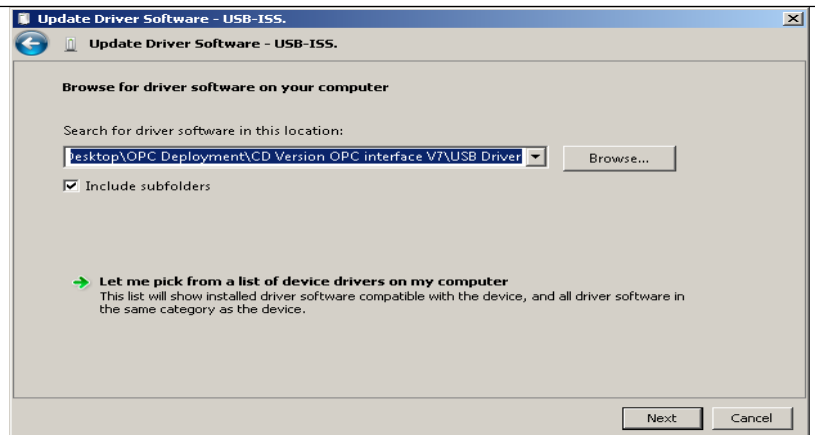 Update Driver Software - USB-ISS.
Update Driver Software - USB-ISS.
Browse for driver software on your computer
Search for driver software in this location:
Desktop\OPC Deployment\CD Version OPC interface V7\USB Driver
Browse...
Include subfolders
Let me pick from a list of device drivers on my computer
This list will show installed driver software compatible with the device, and all driver software in
the same category as the device.
Next
Cancel